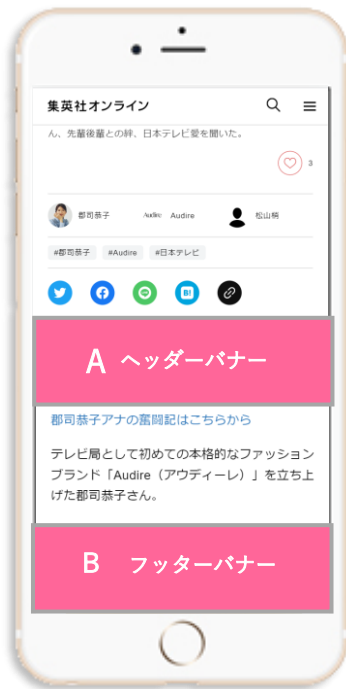 集英社オンライン
ん、先輩後輩との絆、日本テレビ愛を聞いた。
3
郡司恭子 Audire Audire 松山梢
#郡司恭子 #Audire #日本テレビ
B!
A ヘッダーバナー
郡司恭子アナの奮闘記はこちらから
テレビ局として初めての本格的なファッション
ブランド「Audire（アウディーレ）」を立ち上
げた郡司恭子さん。
B フッターバナー